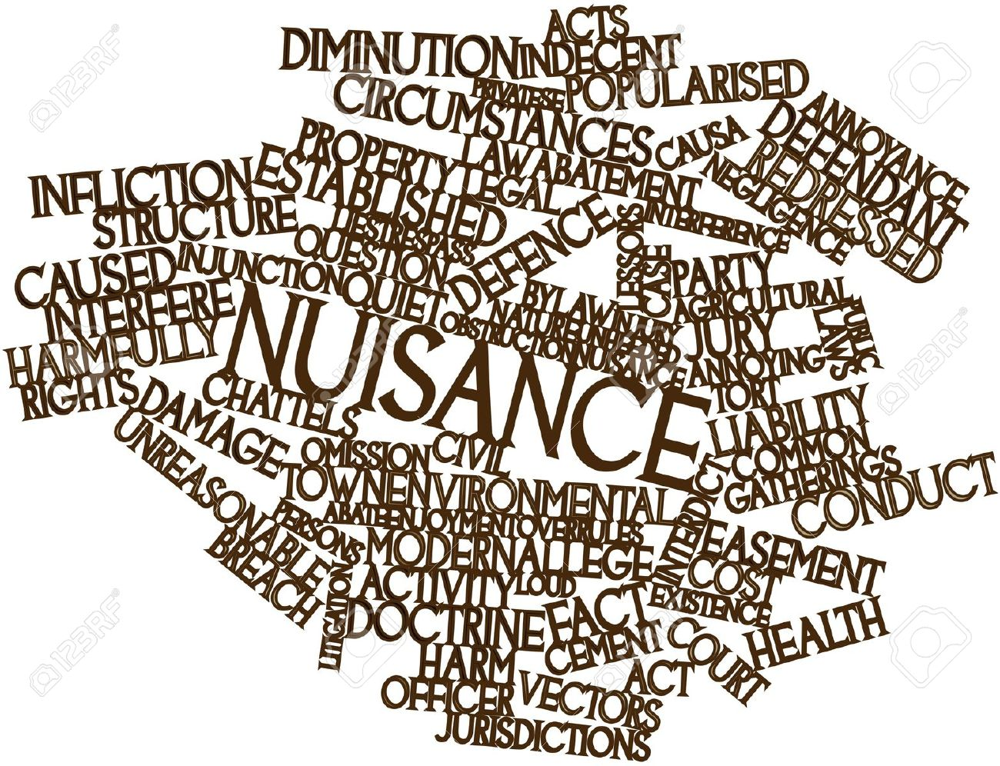 ACTS
DIMINUTION
INDECENT
POPULARISED
CIRCUMSTANCES
ANNOYANCE
DEFENDANT
REDRESSED
NEGLIGENCE
CAUSA
PROPERTY
LAW
ABATEMENT
LEGAL
INFLICTION
ESTABLISHED
STRUCTURE
INTERFERENCE
DEFENCE
LESSORS
CASE
TRESPASS
QUESTION
CAUSED
INJUNCTION
QUIET
PARTY
INTERFERE
BYLAW
AGRICULTURAL
PUBLIC
LAWS
NATURE
JURY
HARMFULLY
NUISANCE
OBSTRUCTION
NUISANCE
ANNOYING
RIGHTS
CHATTELS
TORT
DAMAGE
LIABILITY
UNREASONABLE
OMISSION
CIVIL
COMMON
GATHERINGS
CONDUCT
TOWN
ENVIRONMENTAL
INTERDICT
PERSONS
ABATE
ENJOYMENT
OVERRULES
EASEMENT
BREACH
MODERN
ALLEGE
COST
ACTIVITY
LOUD
EXISTENCE
LITIGATION
DOCTRINE
FACT
HEALTH
CEMENT
COURT
HARM
ACT
OFFICER
VECTORS
JURISDICTIONS
123RF